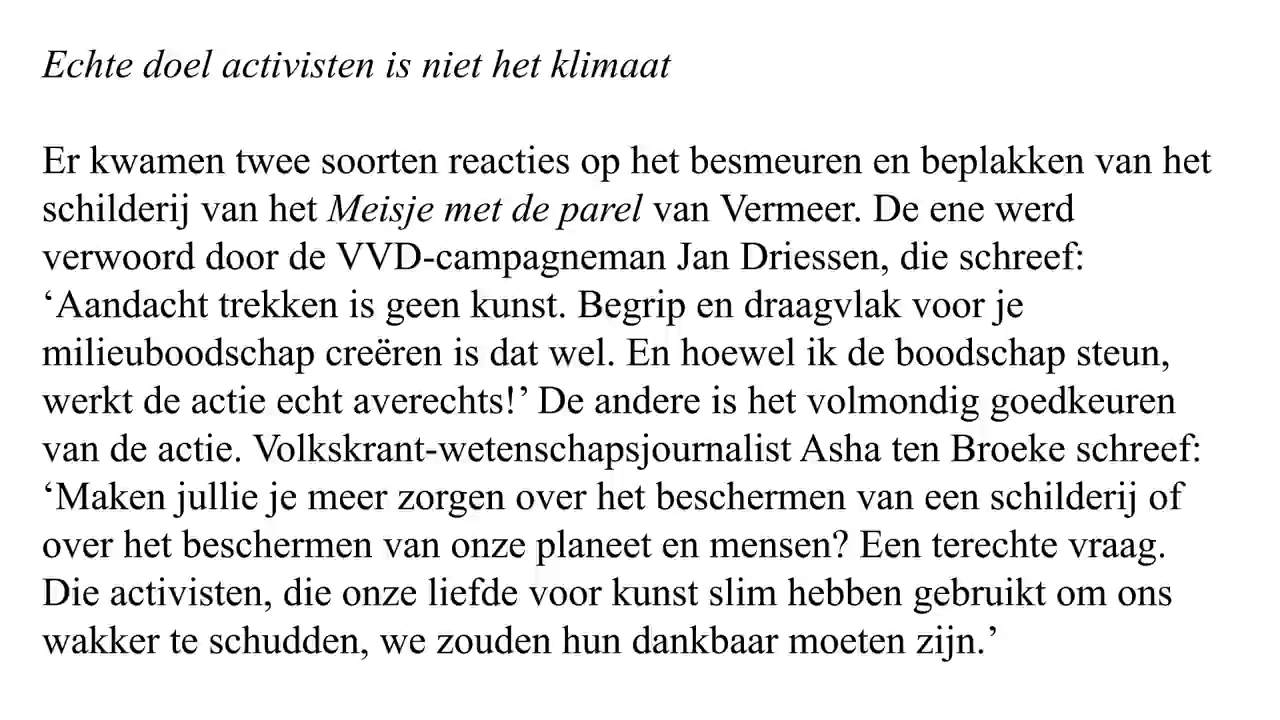 Echte doel activisten is niet het klimaat
Er kwamen twee soorten reacties op het besmeuren en beplakken van het
schilderij van het Meisje met de parel van Vermeer. De ene werd
verwoord door de VVD-campagneman Jan Driessen, die schreef:
‘Aandacht trekken is geen kunst. Begrip en draagvlak voor je
milieuboodschap creëren is dat wel. En hoewel ik de boodschap steun,
werkt de actie echt averechts!’ De andere is het volmondig goedkeuren
van de actie. Volkskrant-wetenschapsjournalist Asha ten Broeke schreef:
‘Maken jullie je meer zorgen over het beschermen van een schilderij of
over het beschermen van onze planeet en mensen? Een terechte vraag.
Die activisten, die onze liefde voor kunst slim hebben gebruikt om ons
wakker te schudden, we zouden hun dankbaar moeten zijn.’